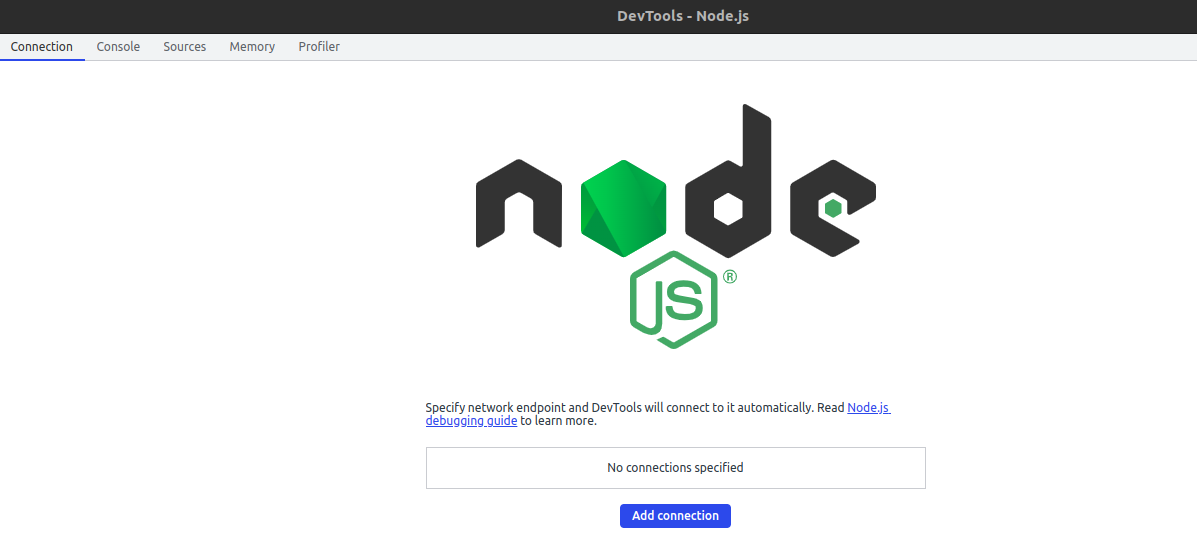 DevTools - Node.js
Connection Console Sources Memory Profiler
node
JS ®
Specify network endpoint and DevTools will connect to it automatically. Read Node.js
debugging guide to learn more.
No connections specified
Add connection